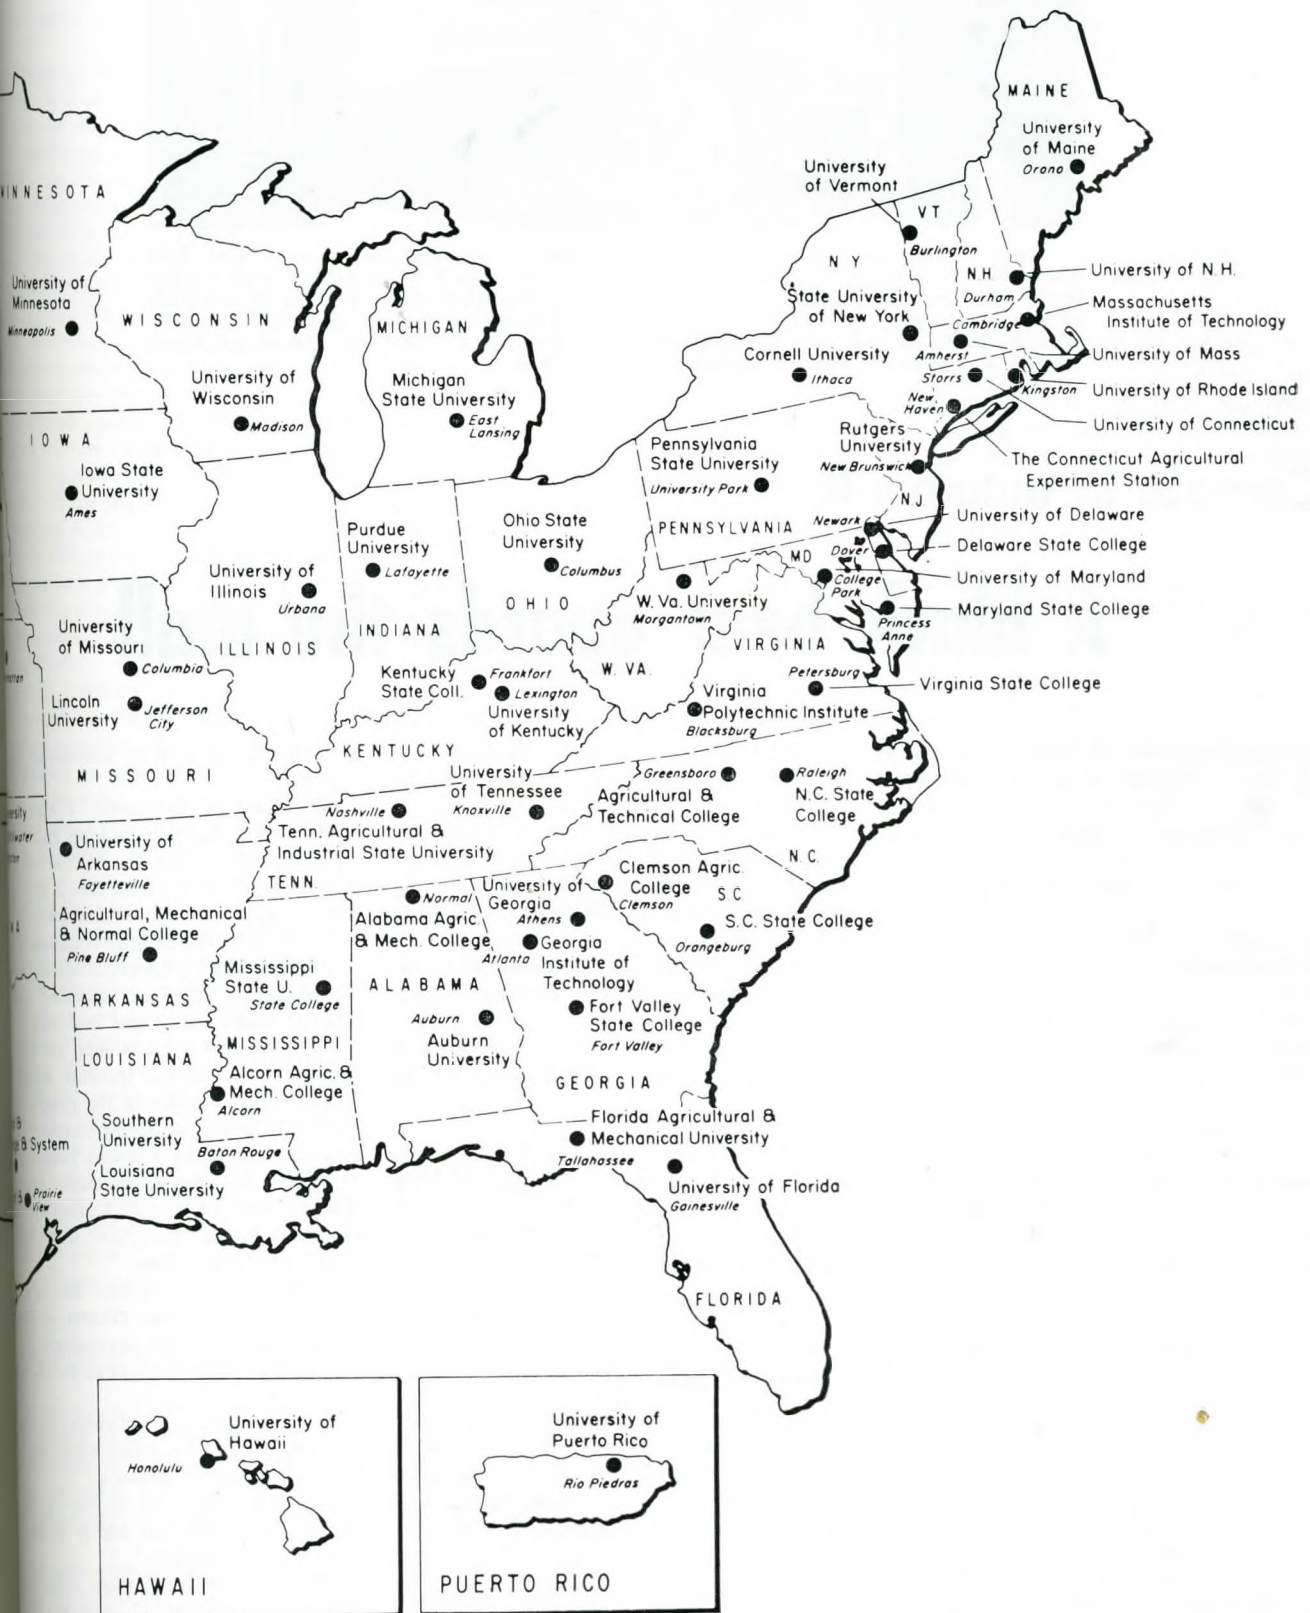 MAINE
University
of Maine
Orono
University
of Vermont
VT
Burlington
NY
N.H.
Durham
University of N.H.
State University
of New York
Cambridge
Massachusetts
Institute of Technology
Cornell University
Ithaca
Amherst
University of Mass
Storrs
Kingston
University of Rhode Island
New
Haven
University of Connecticut
The Connecticut Agricultural
Experiment Station
Rutgers
University
New Brunswick
N.J.
Pennsylvania
State University
University Park
PENNSYLVANIA
Newark
University of Delaware
Dover
Delaware State College
MD
College
Park
University of Maryland
Princess
Anne
Maryland State College
University of
Minnesota
Minneapolis
WISCONSIN
University of
Wisconsin
Madison
MICHIGAN
Michigan
State University
East
Lansing
IOWA
Iowa State
University
Ames
University of
Illinois
Urbana
ILLINOIS
Purdue
University
Lafayette
INDIANA
Ohio State
University
Columbus
OHIO
W. Va. University
Morgantown
W. VA.
VIRGINIA
Petersburg
Virginia State College
Virginia
Polytechnic Institute
Blacksburg
University
of Missouri
Columbia
Lincoln
University
Jefferson
City
MISSOURI
Kentucky
State Coll.
Frankfort
Lexington
University
of Kentucky
KENTUCKY
University
of Tennessee
Knoxville
Nashville
Tenn. Agricultural &
Industrial State University
TENN.
Greensboro
Agricultural &
Technical College
Raleigh
N.C. State
College
N.C.
University of
Arkansas
Fayetteville
Agricultural, Mechanical
& Normal College
Pine Bluff
ARKANSAS
Clemson Agric.
College
Clemson
S.C.
S.C. State College
Orangeburg
Normal
Alabama Agric.
& Mech. College
ALABAMA
Auburn
Auburn
University
University of
Georgia
Athens
Atlanta
Georgia
Institute of
Technology
Fort Valley
State College
Fort Valley
GEORGIA
Mississippi
State U.
State College
MISSISSIPPI
Alcorn Agric. &
Mech. College
Alcorn
LOUISIANA
Southern
University
Baton Rouge
Louisiana
State University
& System
Prairie
View
Florida Agricultural &
Mechanical University
Tallahassee
University of Florida
Gainesville
FLORIDA
University of
Hawaii
Honolulu
HAWAII
University of
Puerto Rico
Rio Piedras
PUERTO RICO